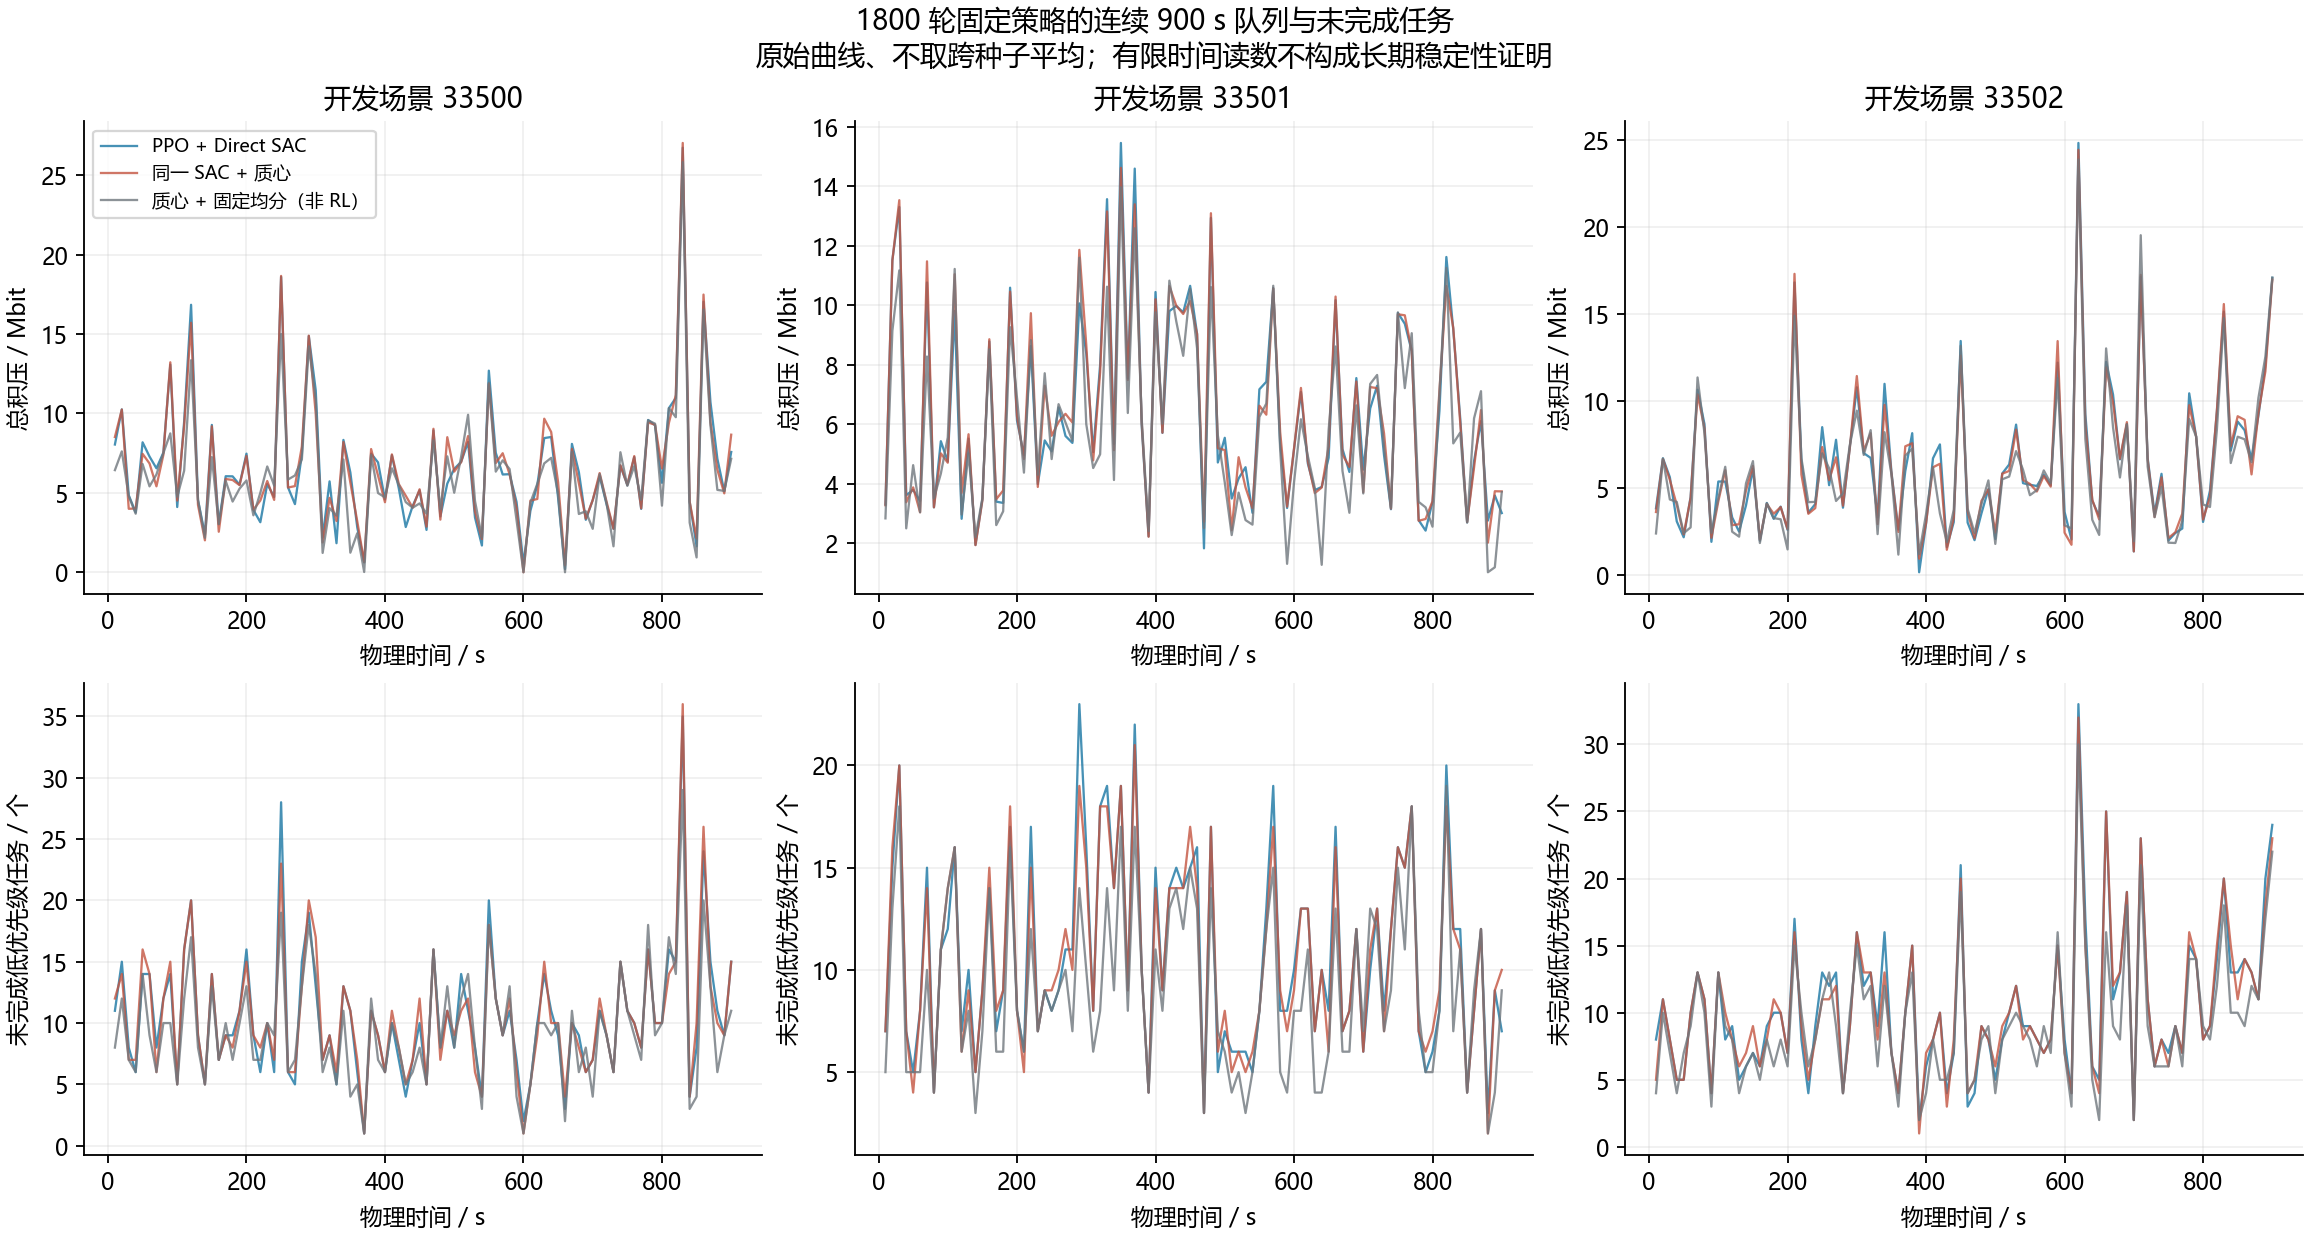 1800 轮固定策略的连续 900 s 队列与未完成任务
原始曲线、不取跨种子平均；有限时间读数不构成长期稳定性证明
开发场景 33500
PPO + Direct SAC
同一 SAC + 质心
质心 + 固定均分（非 RL）
总积压 / Mbit
25
20
15
10
5
0
0 200 400 600 800
物理时间 / s
开发场景 33501
总积压 / Mbit
16
14
12
10
8
6
4
2
0 200 400 600 800
物理时间 / s
开发场景 33502
总积压 / Mbit
25
20
15
10
5
0
0 200 400 600 800
物理时间 / s
未完成低优先级任务 / 个
35
30
25
20
15
10
5
0
0 200 400 600 800
物理时间 / s
未完成低优先级任务 / 个
20
15
10
5
0 200 400 600 800
物理时间 / s
未完成低优先级任务 / 个
30
25
20
15
10
5
0
0 200 400 600 800
物理时间 / s